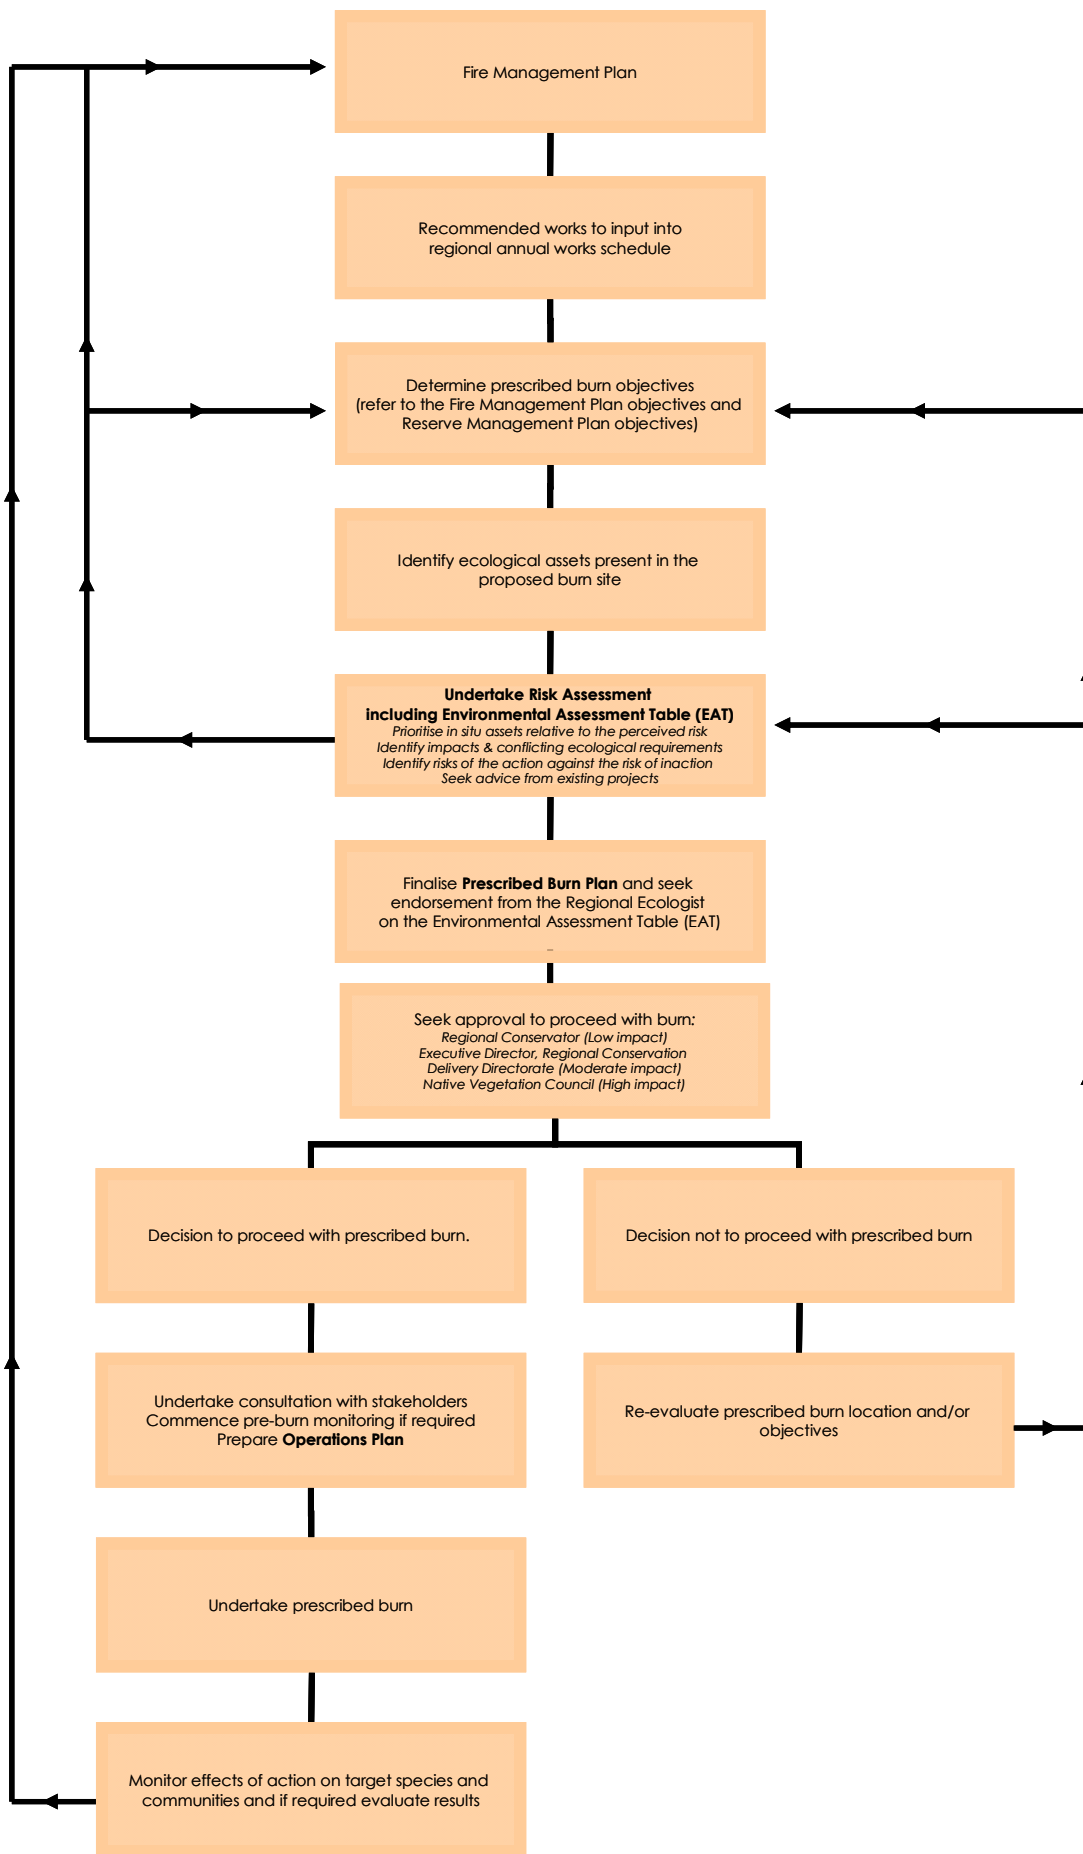 Fire Management Plan
Recommended works to input into
regional annual works schedule
Determine prescribed burn objectives
(refer to the Fire Management Plan objectives and
Reserve Management Plan objectives)
Identify ecological assets present in the
proposed burn site
Undertake Risk Assessment
including Environmental Assessment Table (EAT)
Prioritise in situ assets relative to the perceived risk
Identify impacts & conflicting ecological requirements
Identify risks of the action against the risk of inaction
Seek advice from existing projects
Finalise Prescribed Burn Plan and seek
endorsement from the Regional Ecologist
on the Environmental Assessment Table (EAT)
Seek approval to proceed with burn:
Regional Conservator (Low impact)
Executive Director, Regional Conservation
Delivery Directorate (Moderate impact)
Native Vegetation Council (High impact)
Decision to proceed with prescribed burn.
Decision not to proceed with prescribed burn
Undertake consultation with stakeholders
Commence pre-burn monitoring if required
Prepare Operations Plan
Re-evaluate prescribed burn location and/or
objectives
Undertake prescribed burn
Monitor effects of action on target species and
communities and if required evaluate results